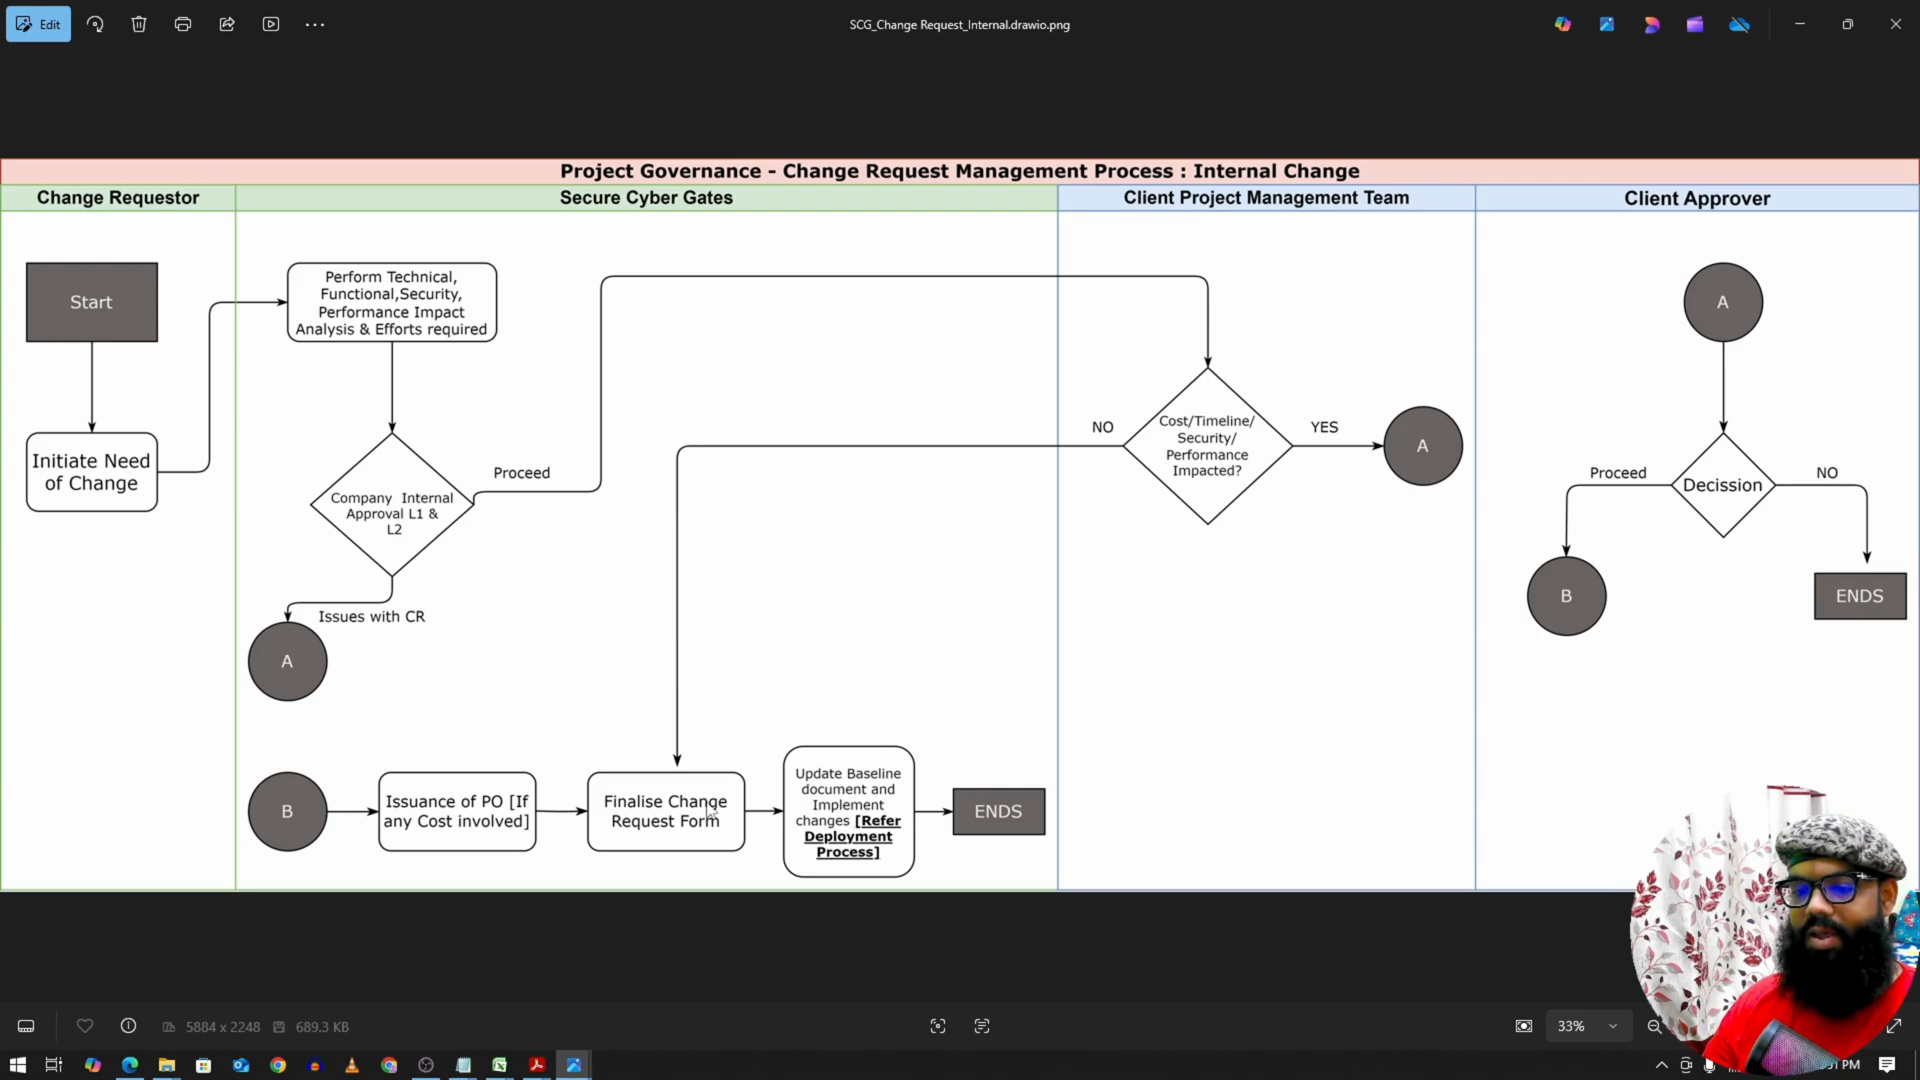 Edit
SCG_Change Request_Internal.drawio.png
Project Governance - Change Request Management Process : Internal Change
Change Requestor
Secure Cyber Gates
Client Project Management Team
Client Approver
Start
Perform Technical,
Functional,Security,
Performance Impact
Analysis & Efforts required
A
Initiate Need
of Change
Company Internal
Approval L1 &
L2
Proceed
Issues with CR
A
NO
Cost/Timeline/
Security/
Performance
Impacted?
YES
A
Proceed
Decission
NO
B
ENDS
B
Issuance of PO [If
any Cost involved]
Finalise Change
Request Form
Update Baseline
document and
Implement
changes [Refer
Deployment
Process]
ENDS
5884 x 2248
689.3 KB
33%
PM